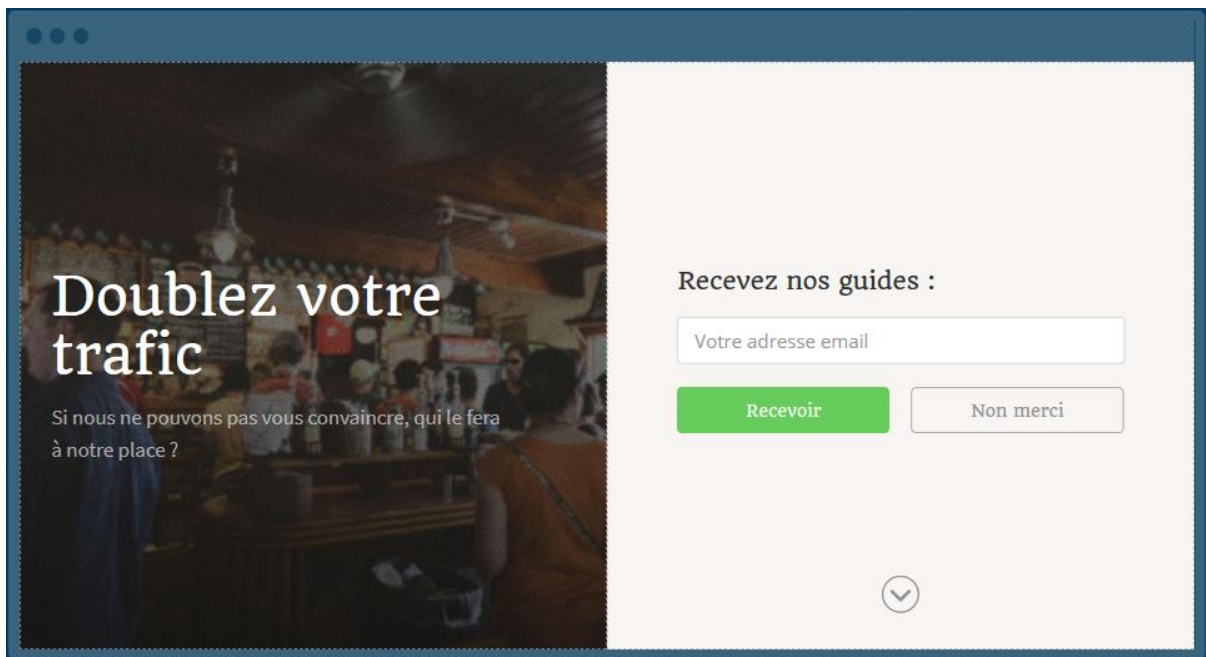 Doublez votre
trafic
Si nous ne pouvons pas vous convaincre, qui le fera
à notre place ?
Recevez nos guides :
Votre adresse email
Recevoir
Non merci